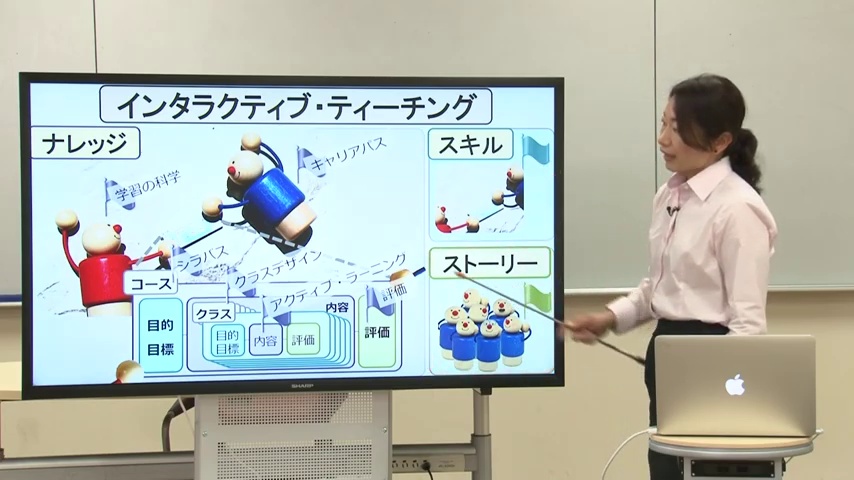 インタラクティブ・ティーチング
ナレッジ
スキル
学習の科学
キャリアパス
シラバス
クラスデザイン
アクティブ・ラーニング
評価
ストーリー
コース
目的
目標
クラス
内容
目的
目標
内容
評価
評価
SHARP